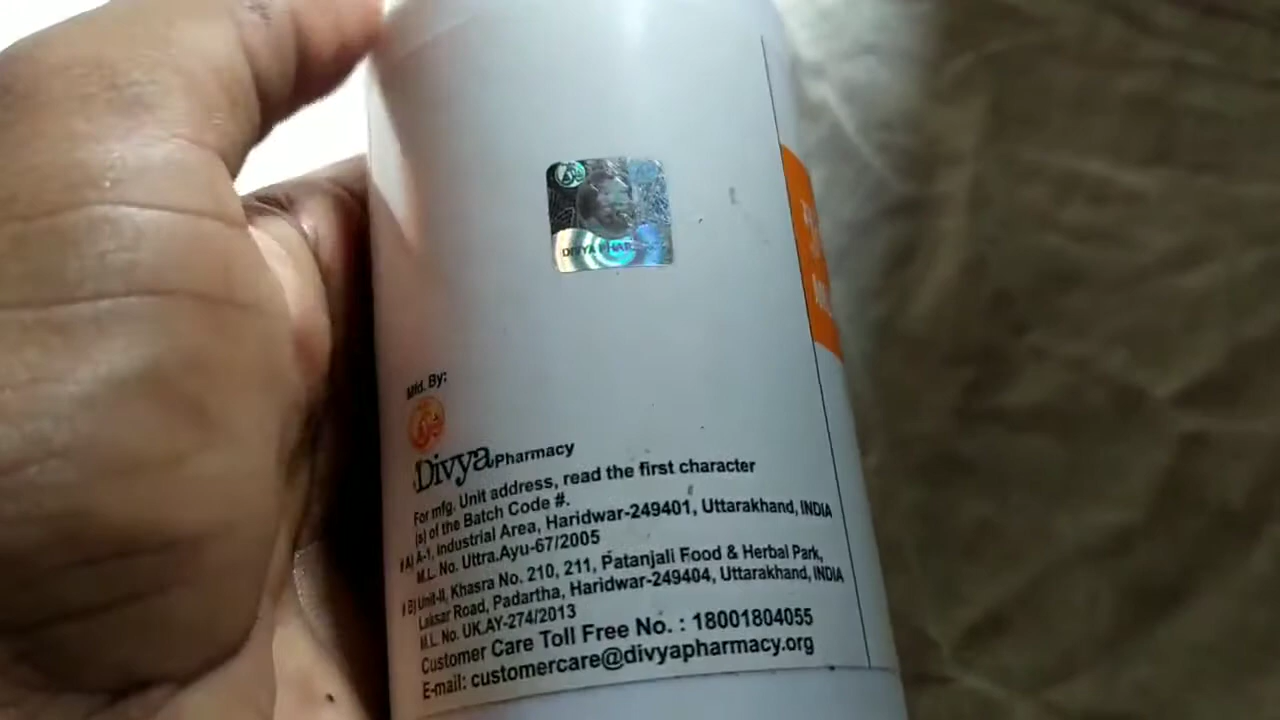 DIVYA PHARMACY
Mfd. By:
Divya Pharmacy
For mfg. Unit address, read the first character
(s) of the Batch Code #.
# A) A-1, Industrial Area, Haridwar-249401, Uttarakhand, INDIA
M.L. No. Uttra.Ayu-67/2005
# B) Unit-II, Khasra No. 210, 211, Patanjali Food & Herbal Park,
Laksar Road, Padartha, Haridwar-249404, Uttarakhand, INDIA
M.L. No. UK.AY-274/2013
Customer Care Toll Free No. : 18001804055
E-mail: customercare@divyapharmacy.org